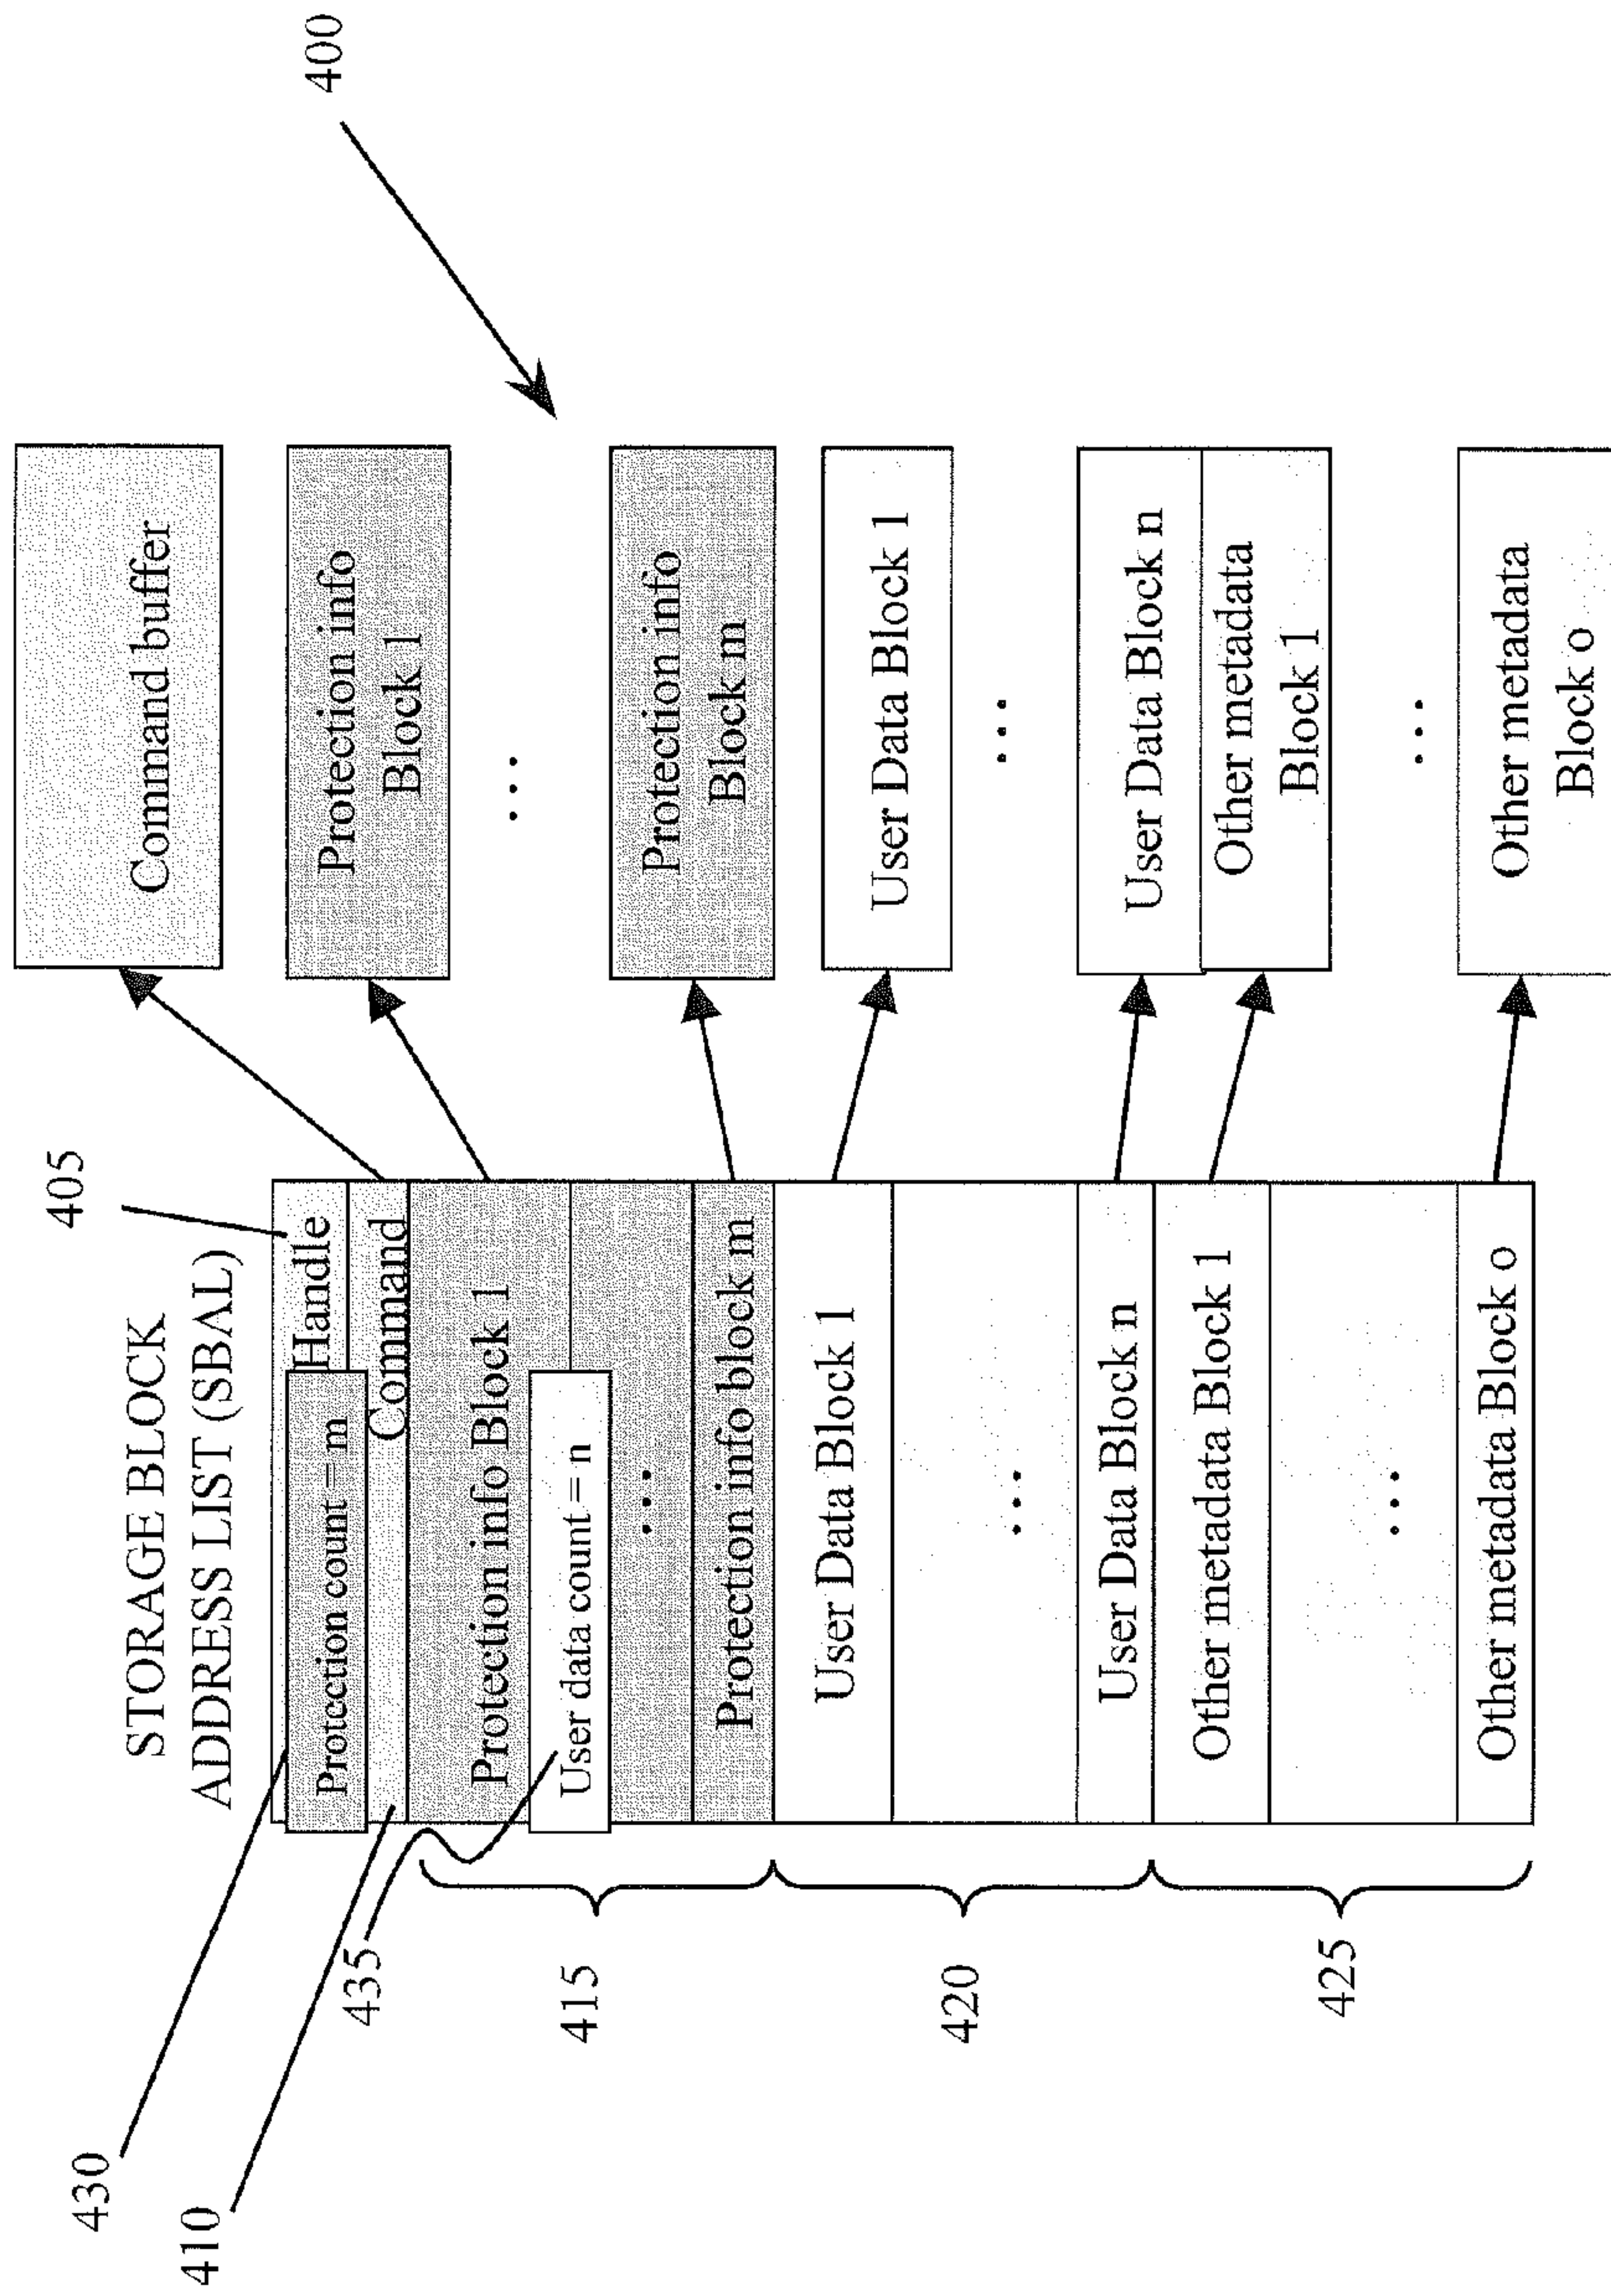 STORAGE BLOCK
ADDRESS LIST (SBAL)
405
400
430
410
435
415
420
425
Handle
Protection count = m
Command
Protection info Block 1
User data count = n
...
Protection info block m
User Data Block 1
...
User Data Block n
Other metadata Block 1
...
Other metadata Block o
Command buffer
Protection info
Block 1
...
Protection info
Block m
User Data Block 1
...
User Data Block n
Other metadata
Block 1
...
Other metadata
Block o